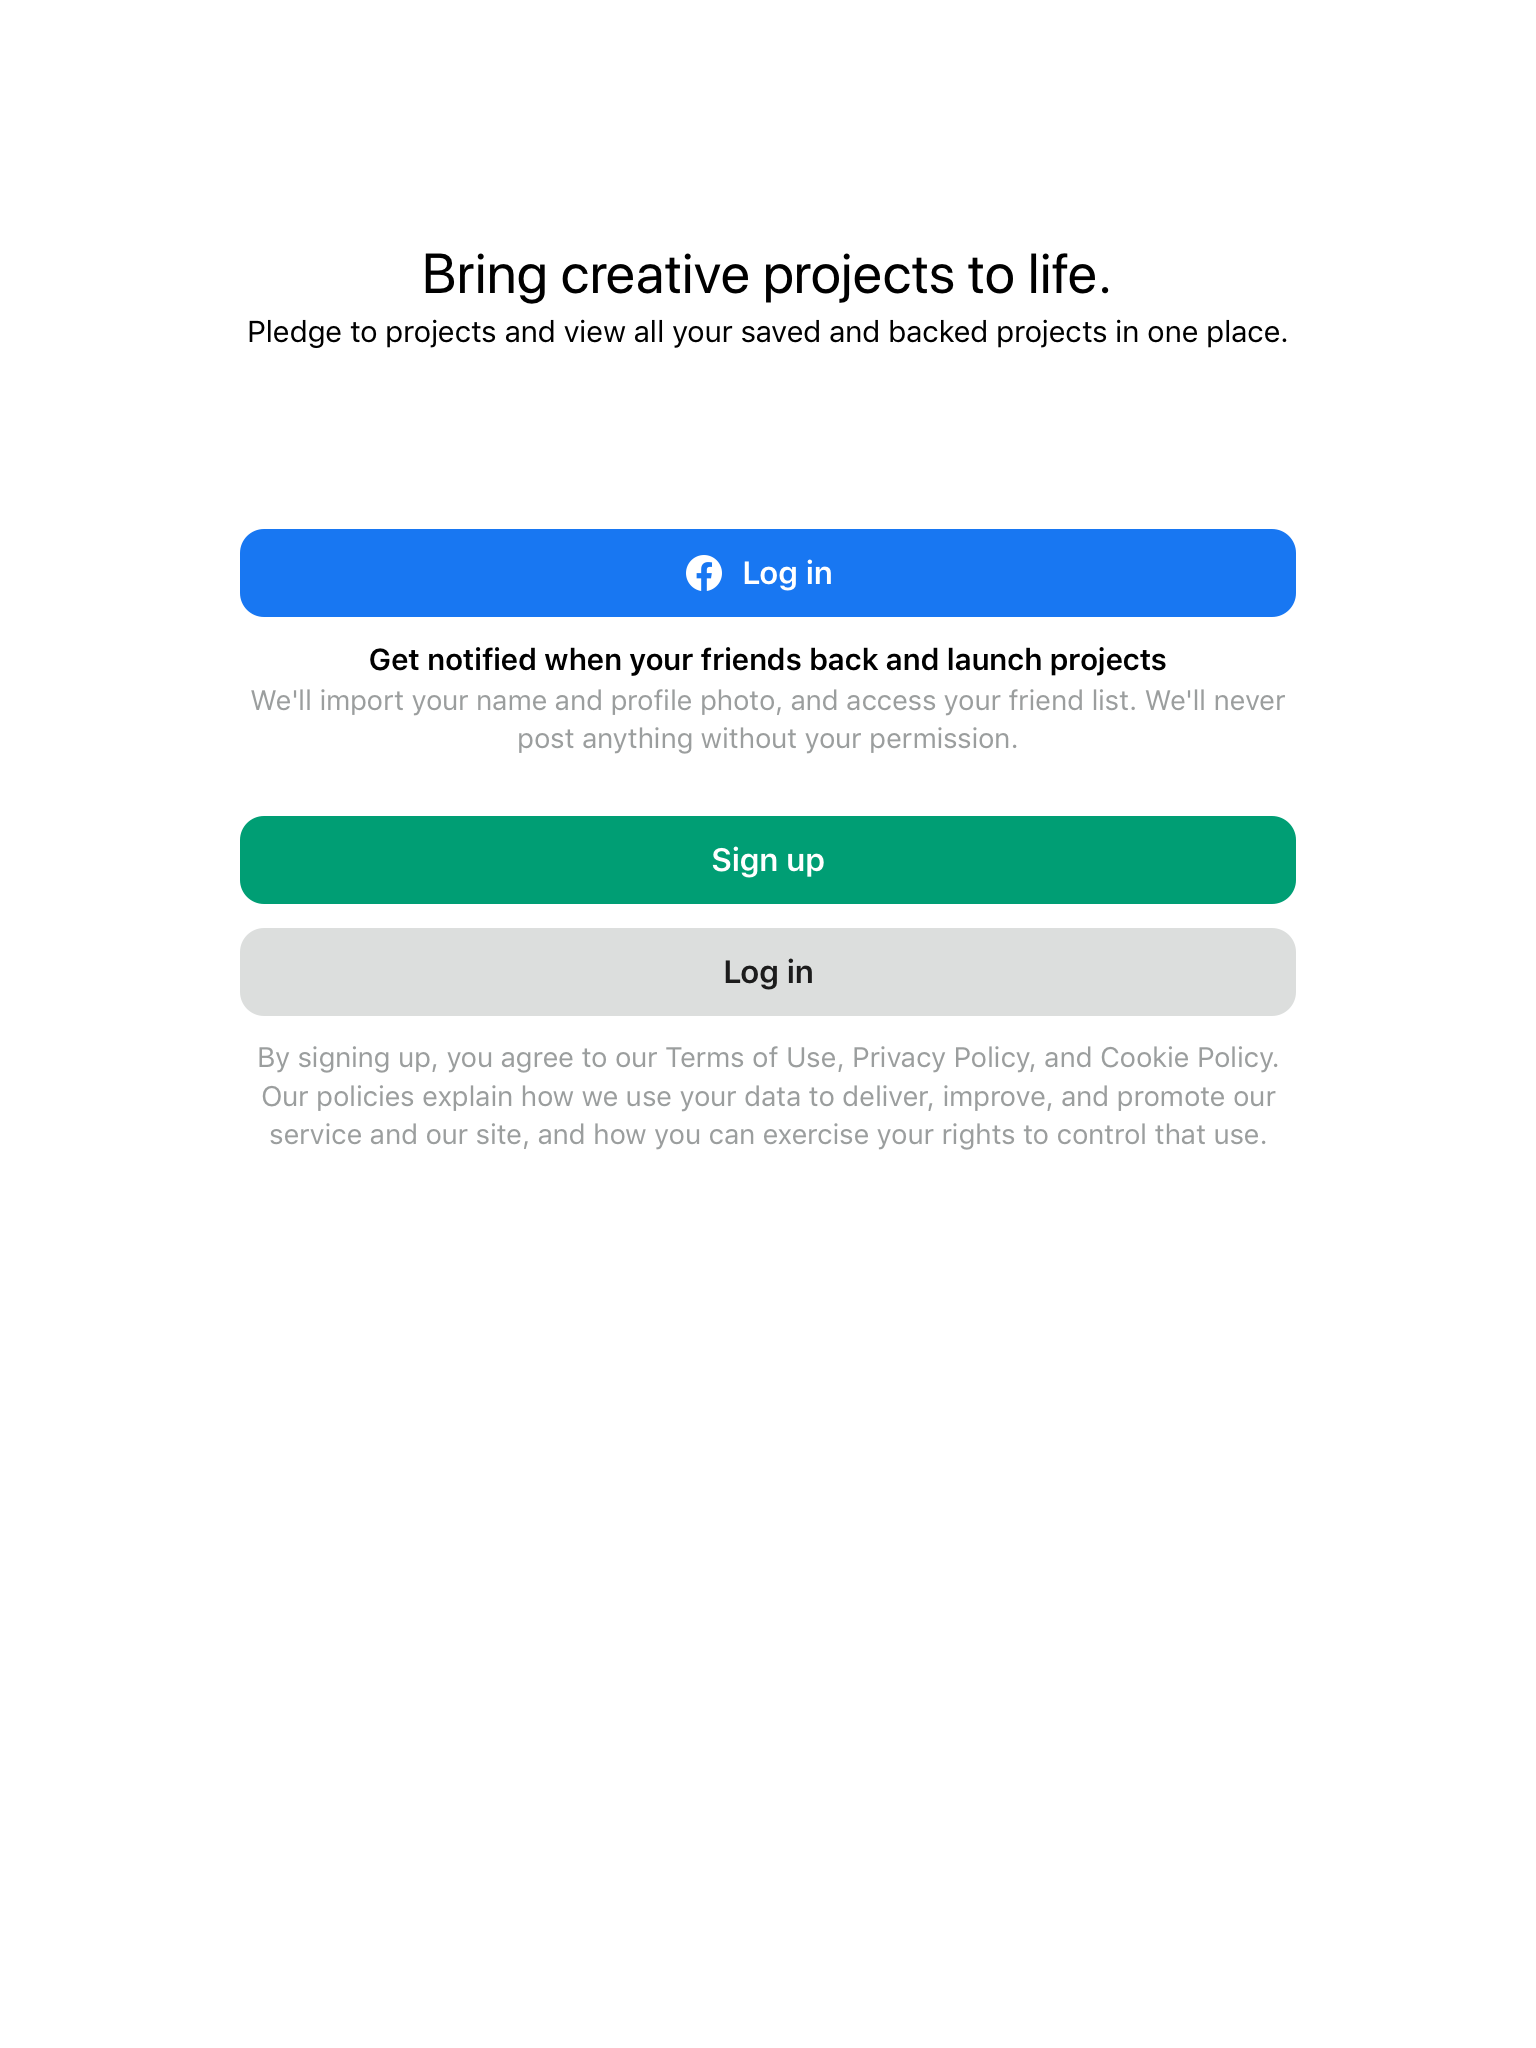 Bring creative projects to life.
Pledge to projects and view all your saved and backed projects in one place.
Log in
Get notified when your friends back and launch projects
We'll import your name and profile photo, and access your friend list. We'll never
post anything without your permission.
Sign up
Log in
By signing up, you agree to our Terms of Use, Privacy Policy, and Cookie Policy.
Our policies explain how we use your data to deliver, improve, and promote our
service and our site, and how you can exercise your rights to control that use.